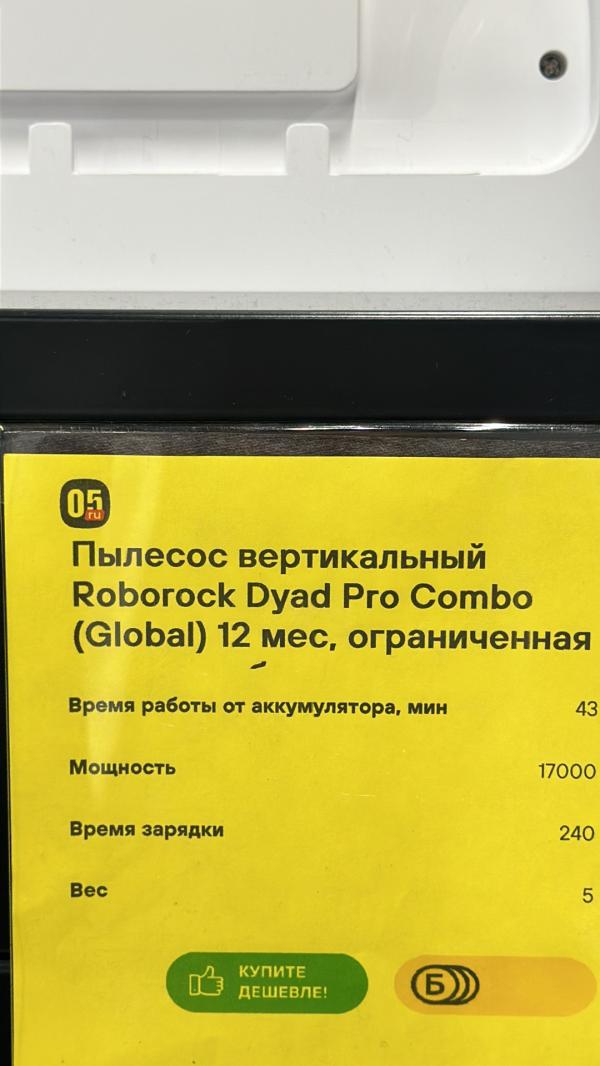 05
ru
Пылесос вертикальный
Roborock Dyad Pro Combo
(Global) 12 мес, ограниченная
Время работы от аккумулятора, мин 43
Мощность 17000
Время зарядки 240
Вес 5
КУПИТЕ
ДЕШЕВЛЕ!
Б